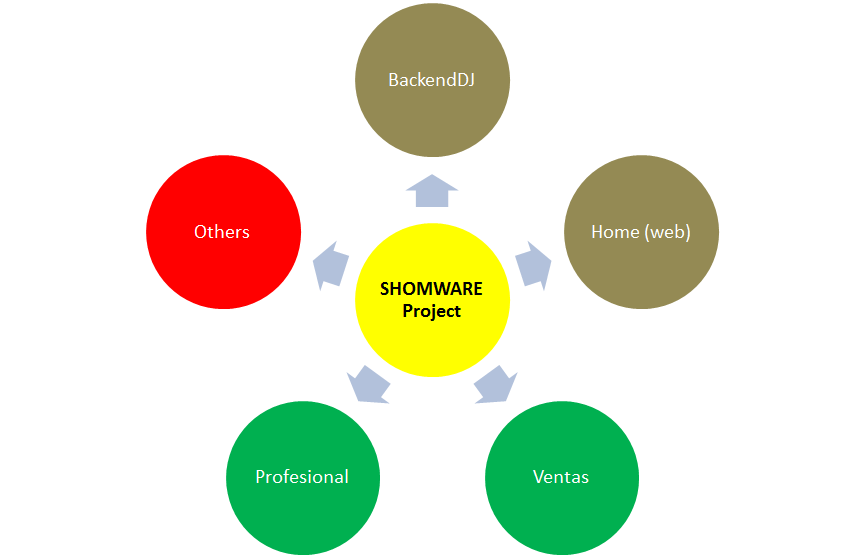 BackendDJ
Others
Home (web)
SHOMWARE
Project
Profesional
Ventas